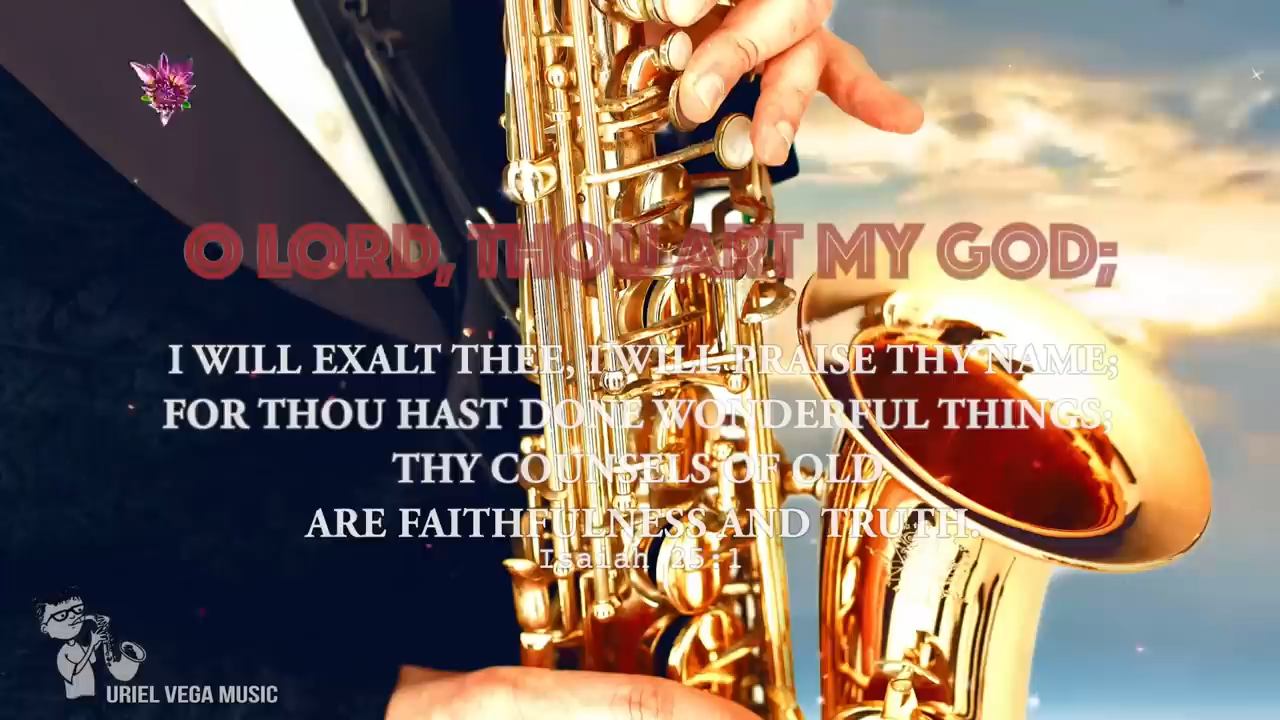 O LORD, THOU ART MY GOD;
I WILL EXALT THEE, I WILL PRAISE THY NAME;
FOR THOU HAST DONE WONDERFUL THINGS;
THY COUNSELS OF OLD
ARE FAITHFULNESS AND TRUTH.
Isaiah 25:1
URIEL VEGA MUSIC